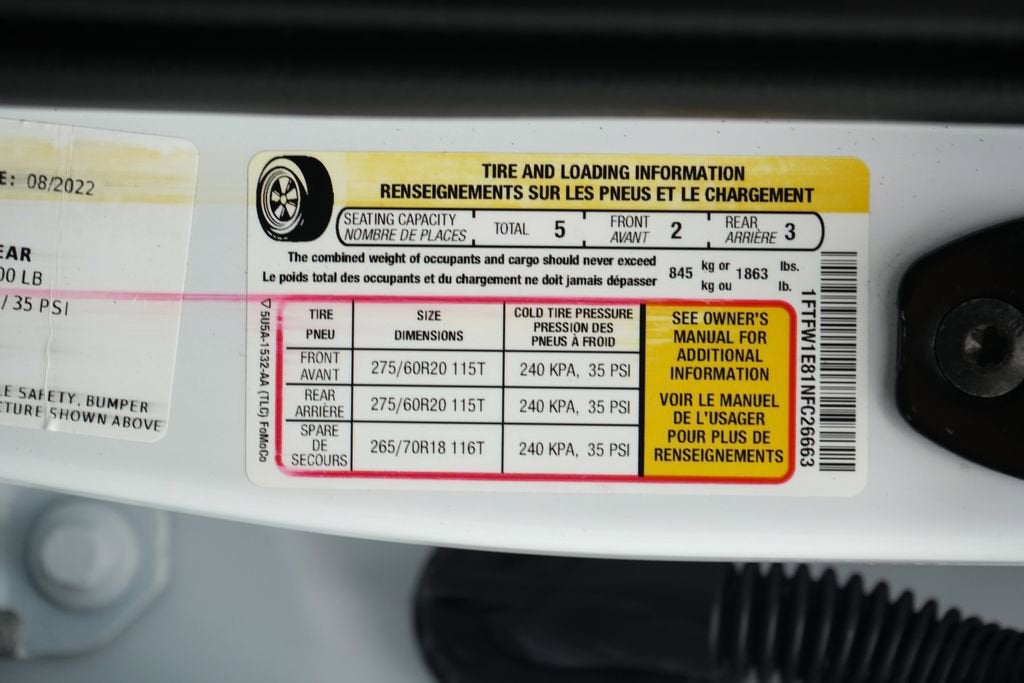 E: 08/2022
EAR
00 LB
/ 35 PSI
LE SAFETY, BUMPER
CTURE SHOWN ABOVE
TIRE AND LOADING INFORMATION
RENSEIGNEMENTS SUR LES PNEUS ET LE CHARGEMENT
SEATING CAPACITY
NOMBRE DE PLACES
TOTAL 5
FRONT
AVANT 2
REAR
ARRIÈRE 3
The combined weight of occupants and cargo should never exceed
Le poids total des occupants et du chargement ne doit jamais dépasser
845 kg or 1863 lbs.
kg ou lb.
TIRE SIZE COLD TIRE PRESSURE
PNEU DIMENSIONS PRESSION DES
PNEUS À FROID
FRONT
AVANT 275/60R20 115T 240 KPA, 35 PSI
REAR
ARRIÈRE 275/60R20 115T 240 KPA, 35 PSI
SPARE
DE
SECOURS 265/70R18 116T 240 KPA, 35 PSI
SEE OWNER'S
MANUAL FOR
ADDITIONAL
INFORMATION
VOIR LE MANUEL
DE L'USAGER
POUR PLUS DE
RENSEIGNEMENTS
5U5A-1532-AA (TLC) FoMoCo
1FTFW1E81NFC26663